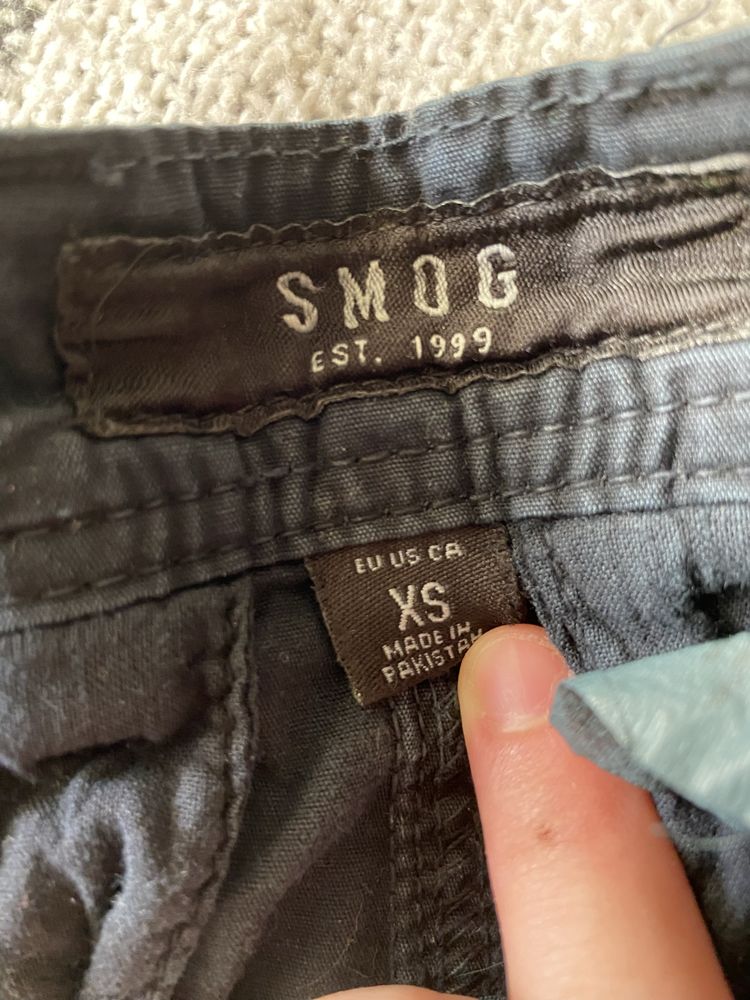 SMOG
EST. 1999
EU US CA
XS
MADE IN
PAKISTAN